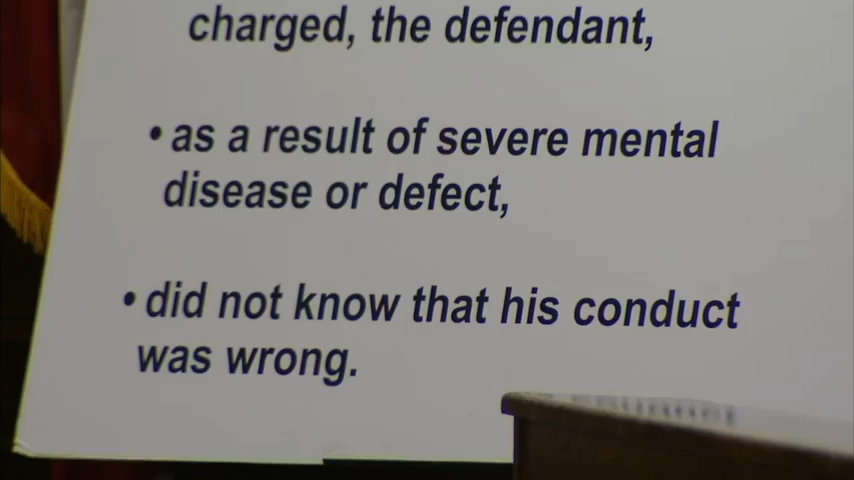 charged, the defendant,
• as a result of severe mental
disease or defect,
• did not know that his conduct
was wrong.